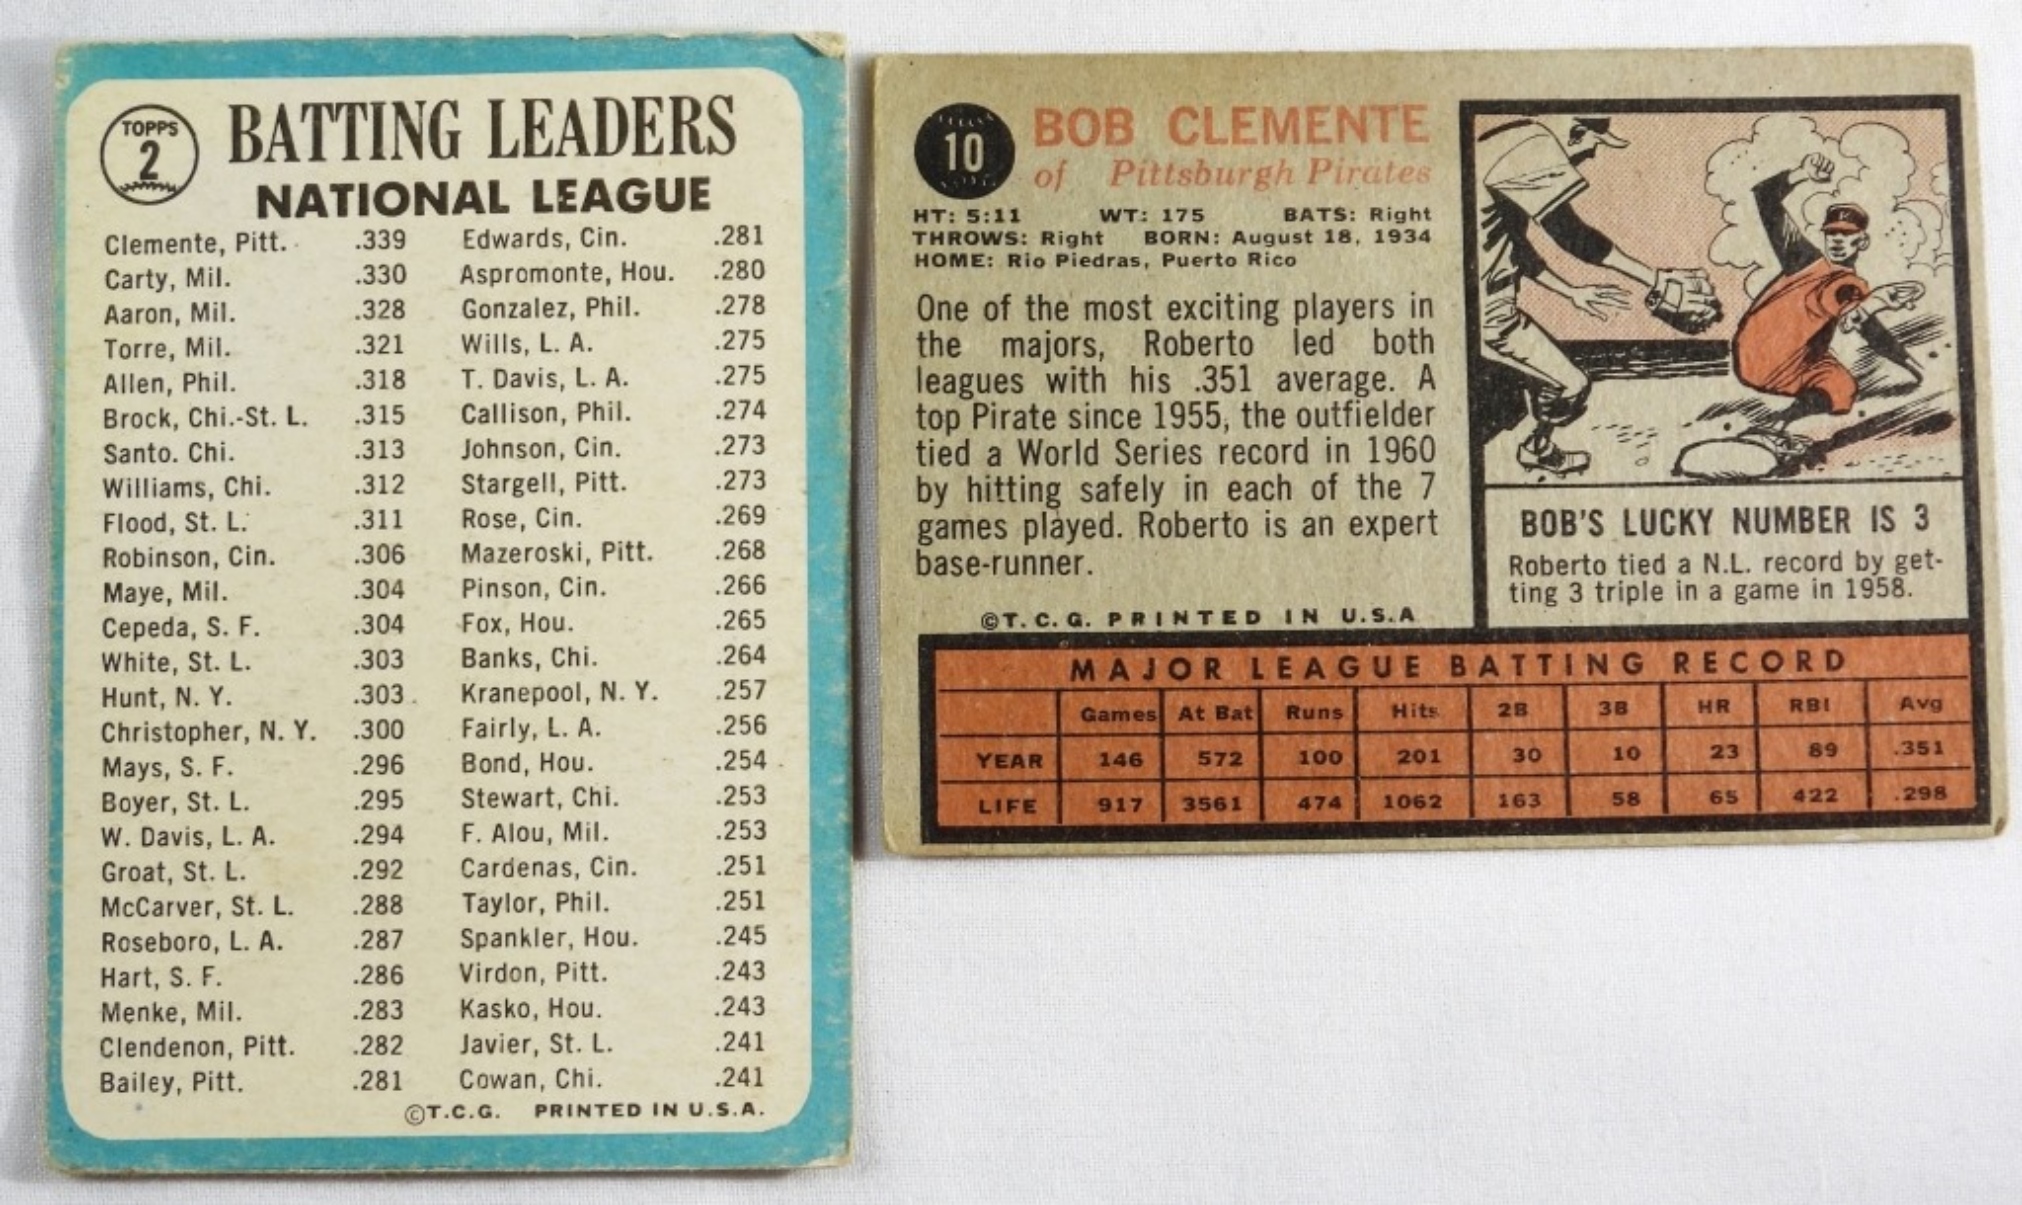 TOPPS
2
BATTING LEADERS
NATIONAL LEAGUE
Clemente, Pitt. .339 Edwards, Cin. .281
Carty, Mil. .330 Aspromonte, Hou. .280
Aaron, Mil. .328 Gonzalez, Phil. .278
Torre, Mil. .321 Wills, L. A. .275
Allen, Phil. .318 T. Davis, L. A. .275
Brock, Chi.-St. L. .315 Callison, Phil. .274
Santo. Chi. .313 Johnson, Cin. .273
Williams, Chi. .312 Stargell, Pitt. .273
Flood, St. L. .311 Rose, Cin. .269
Robinson, Cin. .306 Mazeroski, Pitt. .268
Maye, Mil. .304 Pinson, Cin. .266
Cepeda, S. F. .304 Fox, Hou. .265
White, St. L. .303 Banks, Chi. .264
Hunt, N. Y. .303 Kranepool, N. Y. .257
Christopher, N. Y. .300 Fairly, L. A. .256
Mays, S. F. .296 Bond, Hou. .254
Boyer, St. L. .295 Stewart, Chi. .253
W. Davis, L. A. .294 F. Alou, Mil. .253
Groat, St. L. .292 Cardenas, Cin. .251
McCarver, St. L. .288 Taylor, Phil. .251
Roseboro, L. A. .287 Spankler, Hou. .245
Hart, S. F. .286 Virdon, Pitt. .243
Menke, Mil. .283 Kasko, Hou. .243
Clendenon, Pitt. .282 Javier, St. L. .241
Bailey, Pitt. .281 Cowan, Chi. .241
©T.C.G. PRINTED IN U.S.A.
10
BOB CLEMENTE
of Pittsburgh Pirates
HT: 5:11 WT: 175 BATS: Right
THROWS: Right BORN: August 18, 1934
HOME: Rio Piedras, Puerto Rico
One of the most exciting players in
the majors, Roberto led both
leagues with his .351 average. A
top Pirate since 1955, the outfielder
tied a World Series record in 1960
by hitting safely in each of the 7
games played. Roberto is an expert
base-runner.
©T.C.G. PRINTED IN U.S.A
BOB'S LUCKY NUMBER IS 3
Roberto tied a N.L. record by get-
ting 3 triple in a game in 1958.
MAJOR LEAGUE BATTING RECORD
Games At Bat Runs Hits 2B 3B HR RBI Avg
YEAR 146 572 100 201 30 10 23 89 .351
LIFE 917 3561 474 1062 163 58 65 422 .298